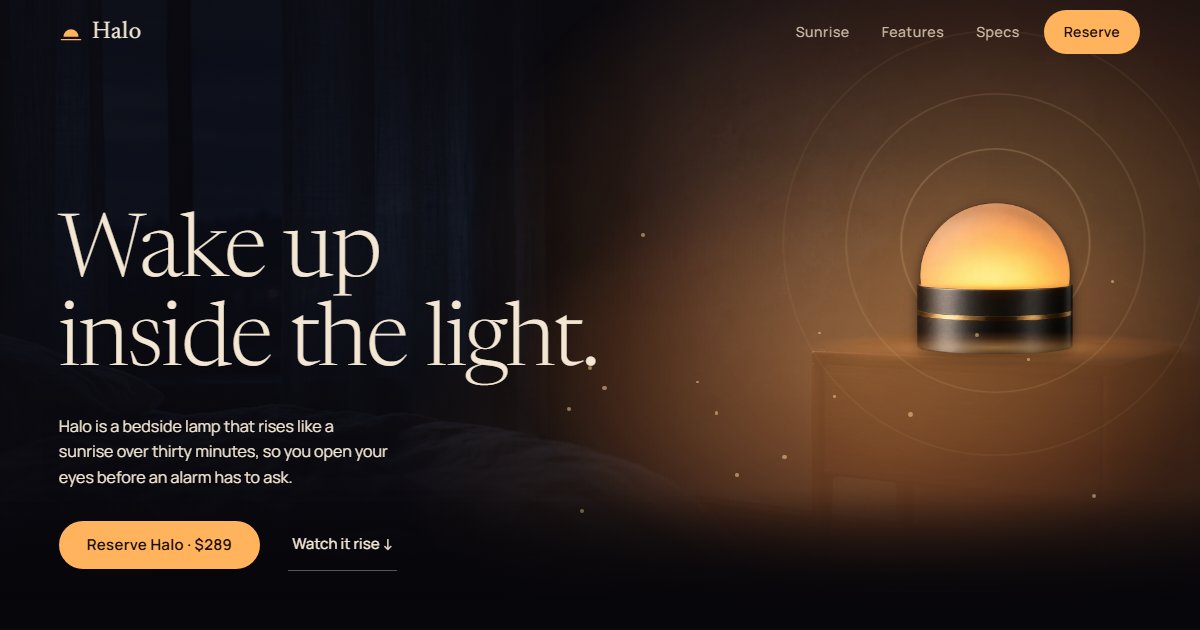 Halo
Sunrise
Features
Specs
Reserve
Wake up
inside the light.
Halo is a bedside lamp that rises like a
sunrise over thirty minutes, so you open your
eyes before an alarm has to ask.
Reserve Halo · $289
Watch it rise ↓